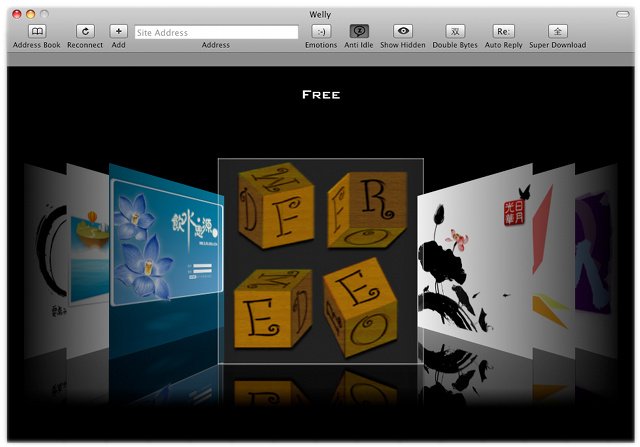 Welly
:-)
双
Re:
全
Site Address
Address Book Reconnect Add Address Emotions Anti Idle Show Hidden Double Bytes Auto Reply Super Download
Free
飲水思源
W D F
F R O
W E D
E O
日月光華